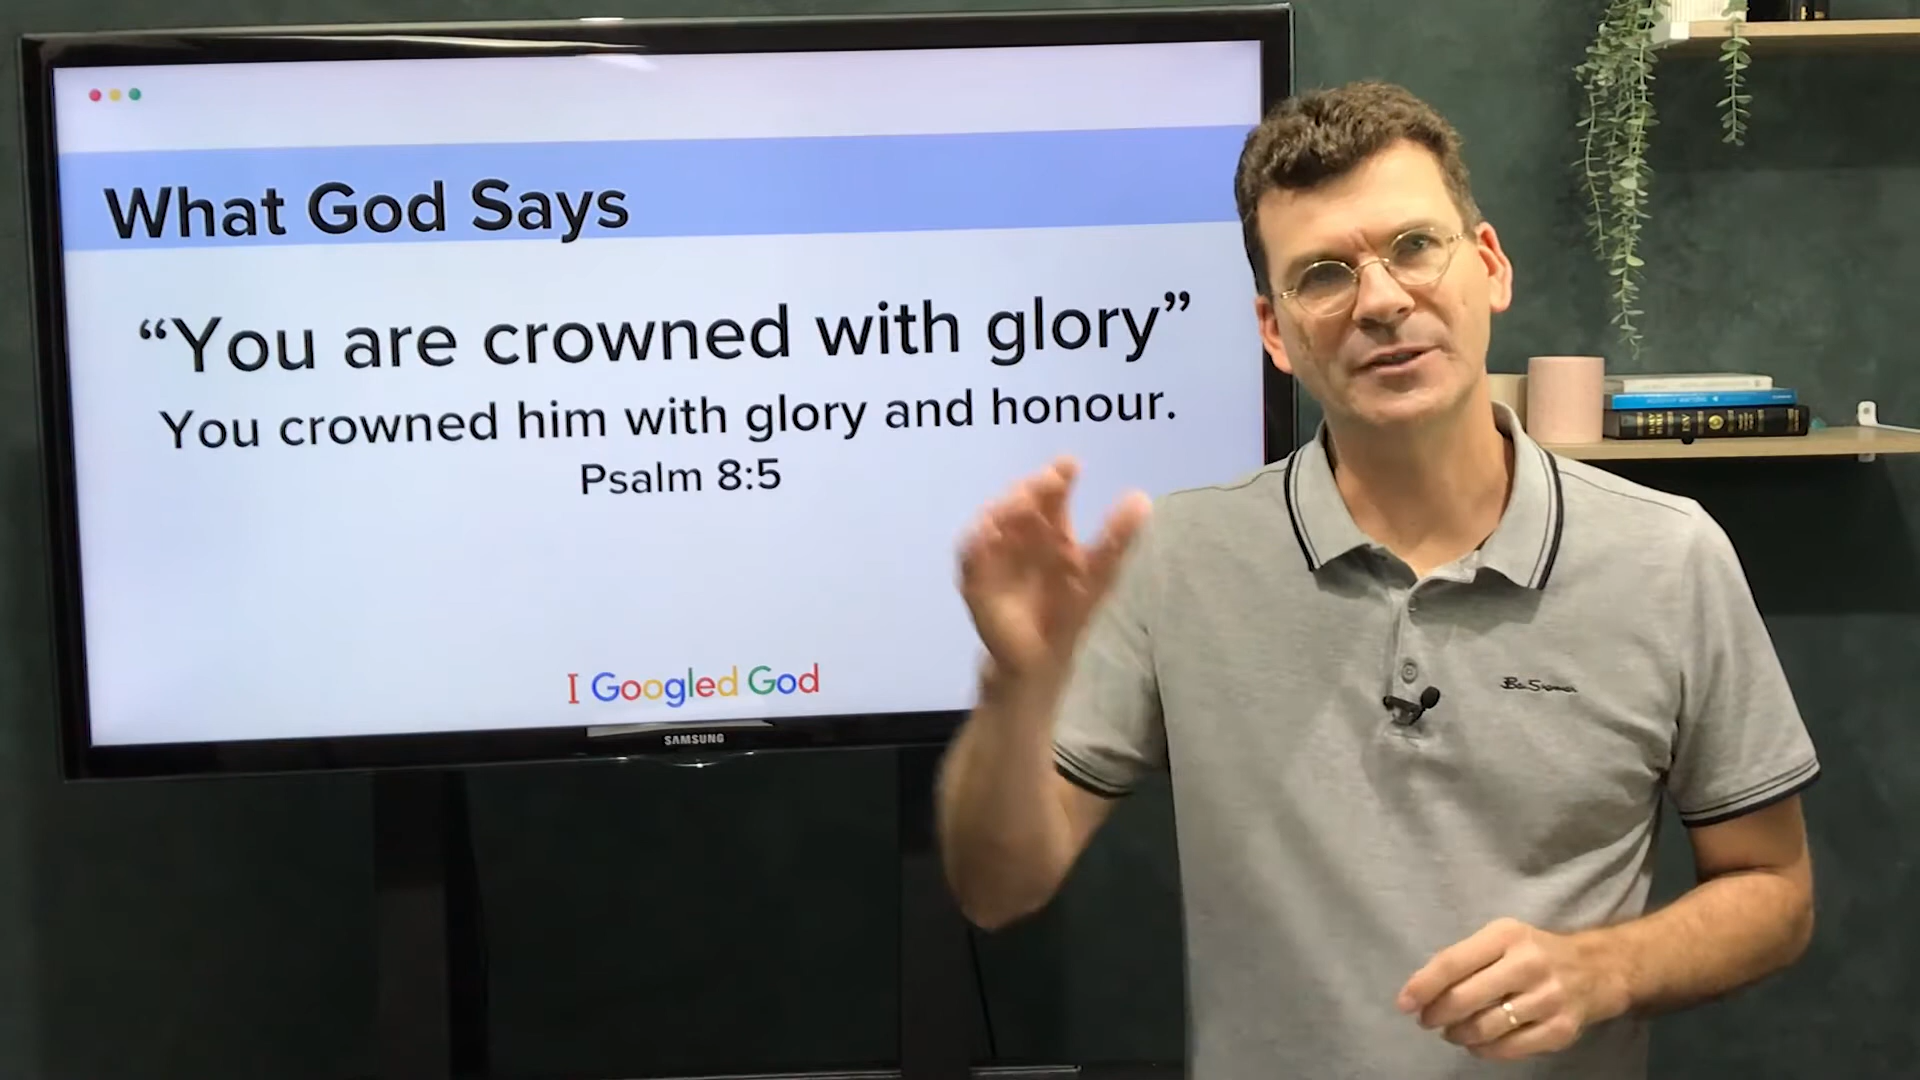 What God Says
“You are crowned with glory”
You crowned him with glory and honour.
Psalm 8:5
I Googled God
SAMSUNG
ESV